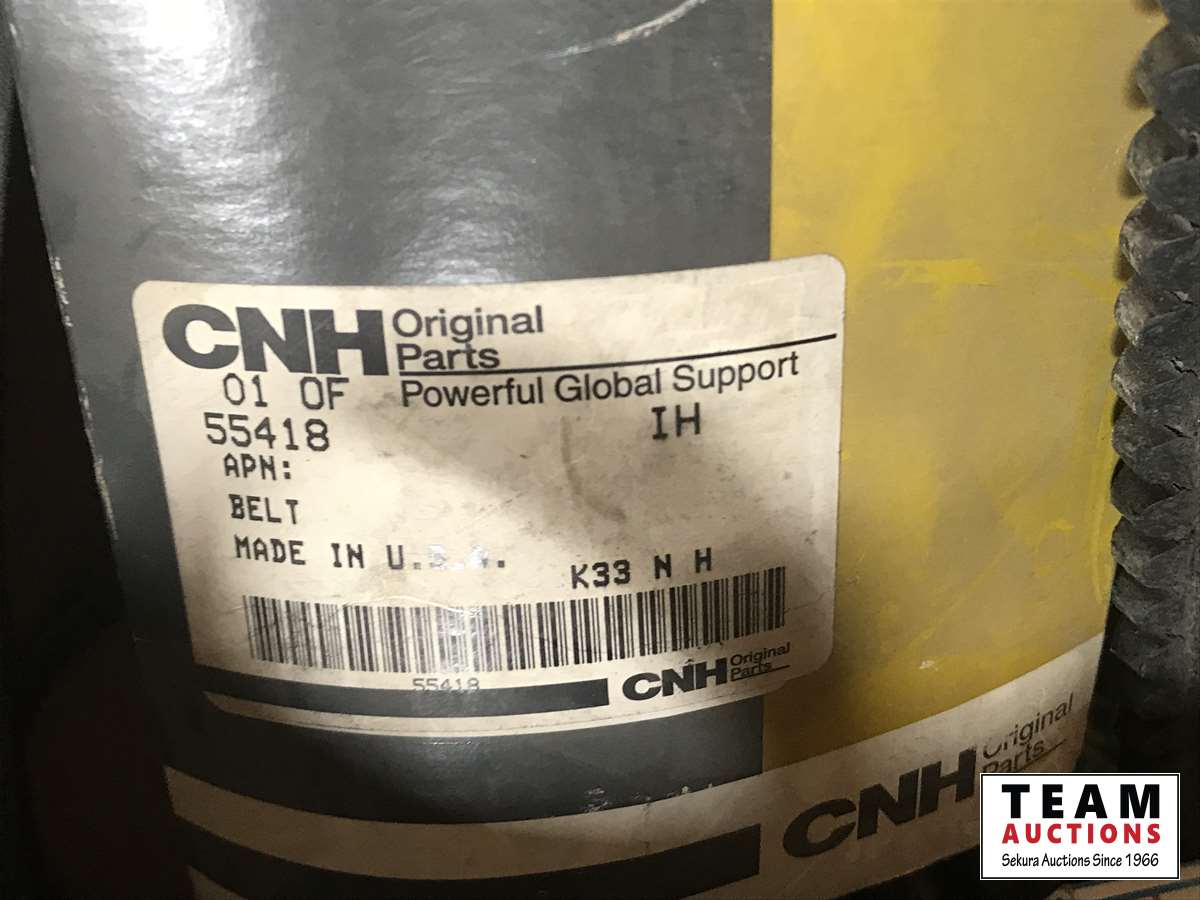 CNH Original
Parts
Powerful Global Support
01 OF
55418 IH
APN:
BELT
MADE IN U.S.A.
K33 N H
55418
CNH Original
Parts
CNH Original
Parts
TEAM
AUCTIONS
Sekura Auctions Since 1966